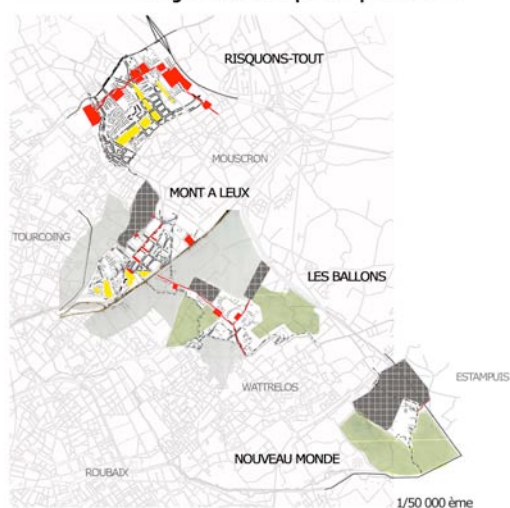 RISQUONS-TOUT
MOUSCRON
MONT A LEUX
TOURCOING
LES BALLONS
ESTAMPUIS
WATTRELOS
NOUVEAU MONDE
ROUBAIX
1/50 000 ème